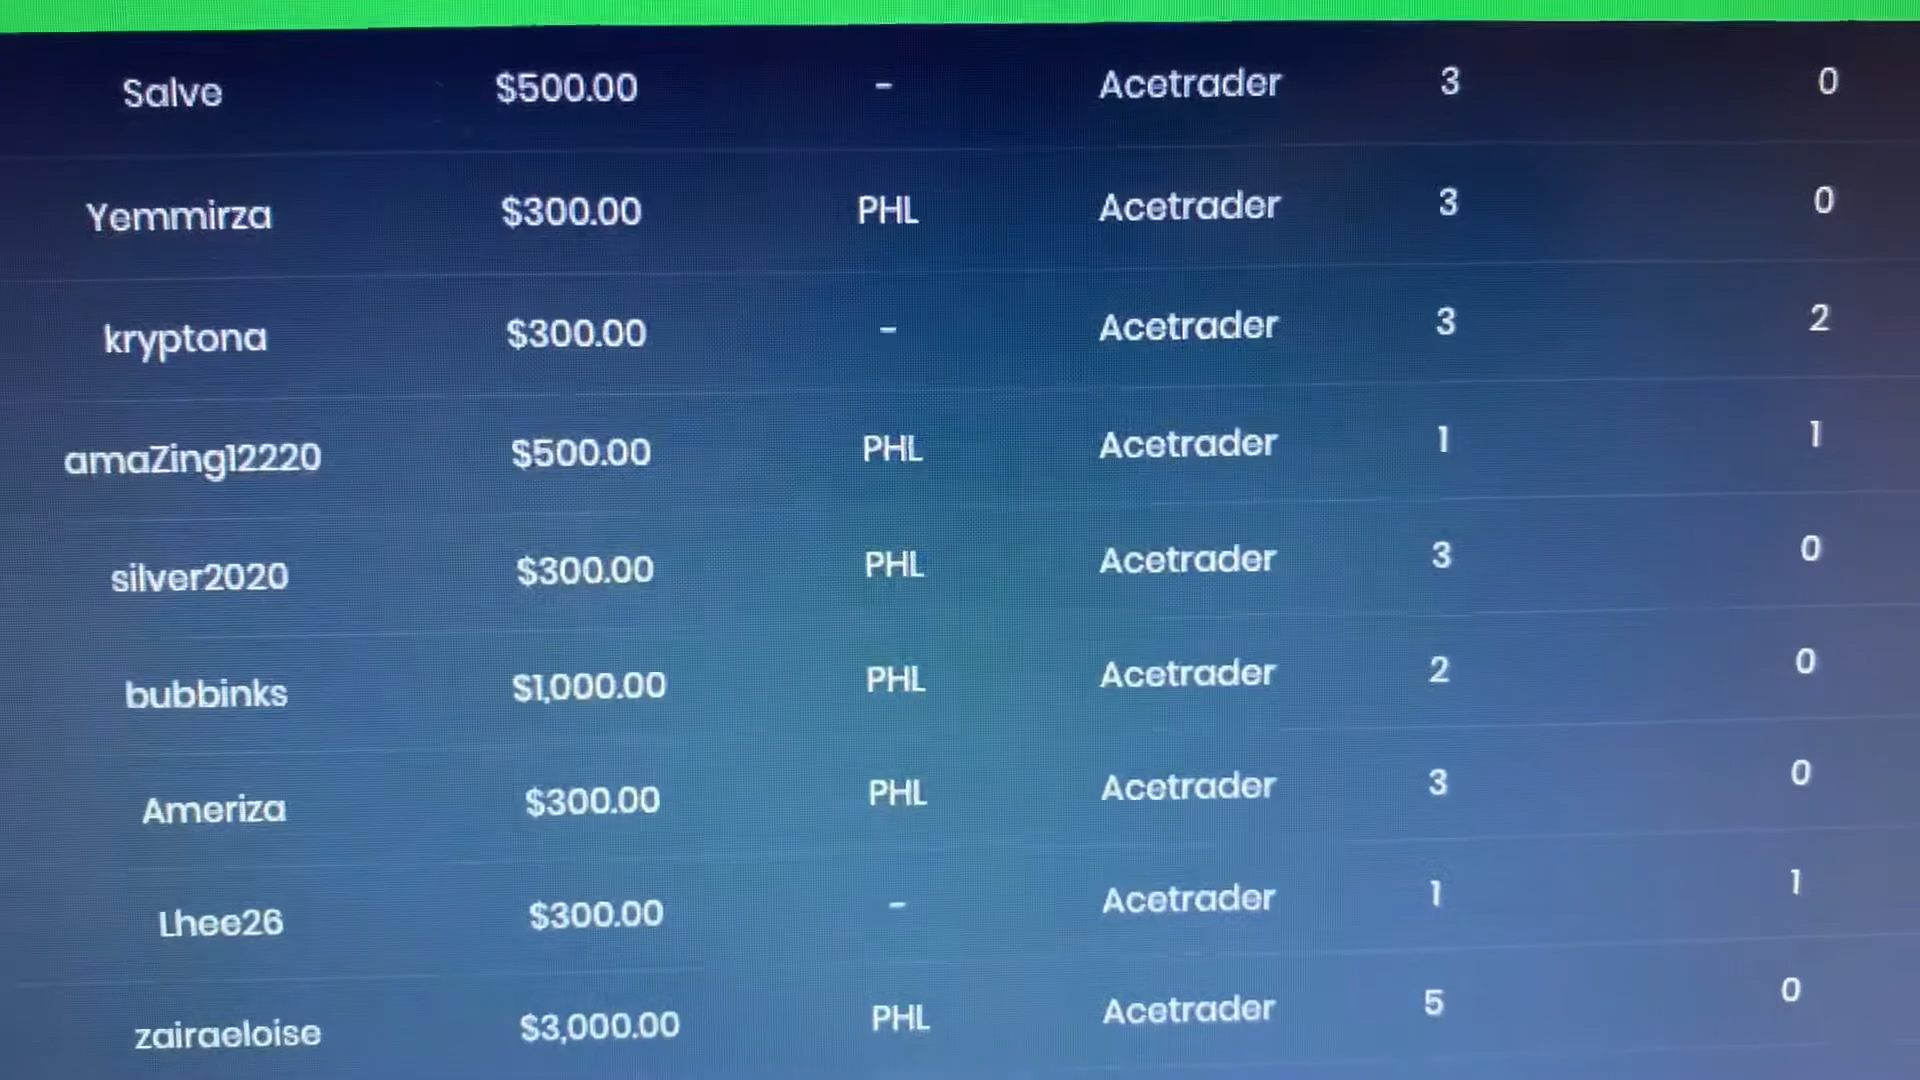 Salve $500.00 - Acetrader 3 0
Yemmirza $300.00 PHL Acetrader 3 0
kryptona $300.00 - Acetrader 3 2
amaZing12220 $500.00 PHL Acetrader 1 1
silver2020 $300.00 PHL Acetrader 3 0
bubbinks $1,000.00 PHL Acetrader 2 0
Ameriza $300.00 PHL Acetrader 3 0
Lhee26 $300.00 - Acetrader 1 1
zairaeloise $3,000.00 PHL Acetrader 5 0